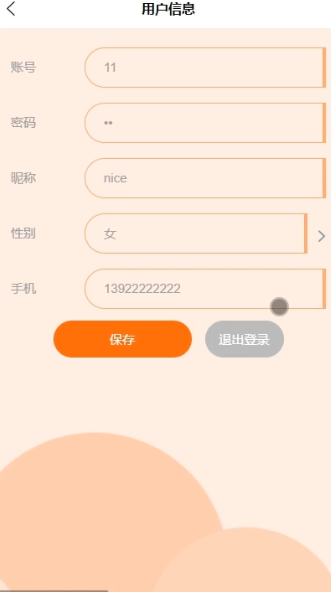 用户信息
账号 11
密码 ••
昵称 nice
性别 女
手机 13922222222
保存 退出登录